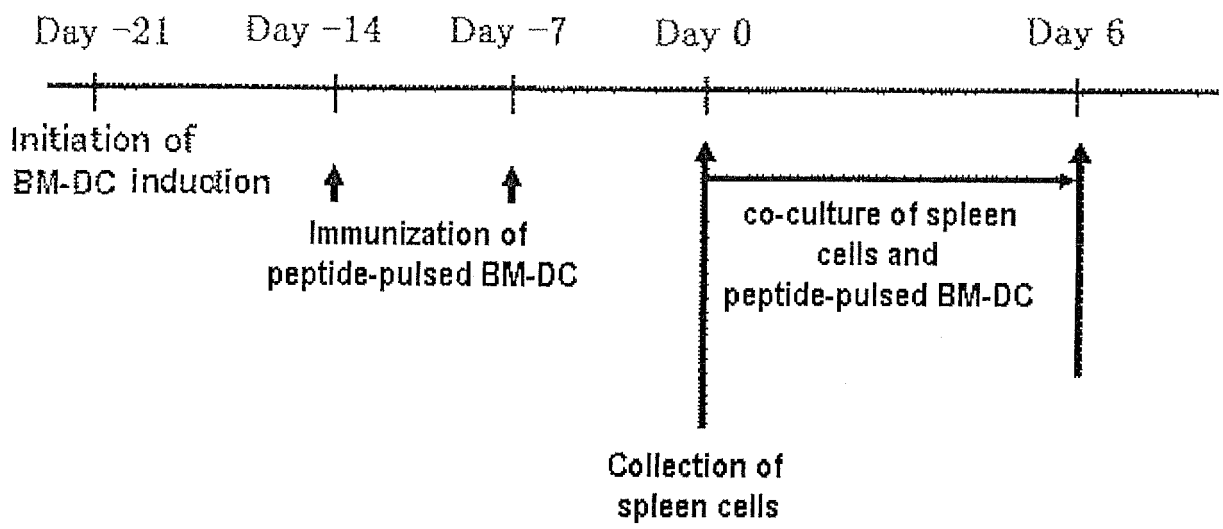 Day -21 Day -14 Day -7 Day 0 Day 6
Initiation of
BM-DC induction
Immunization of
peptide-pulsed BM-DC
co-culture of spleen
cells and
peptide-pulsed BM-DC
Collection of
spleen cells